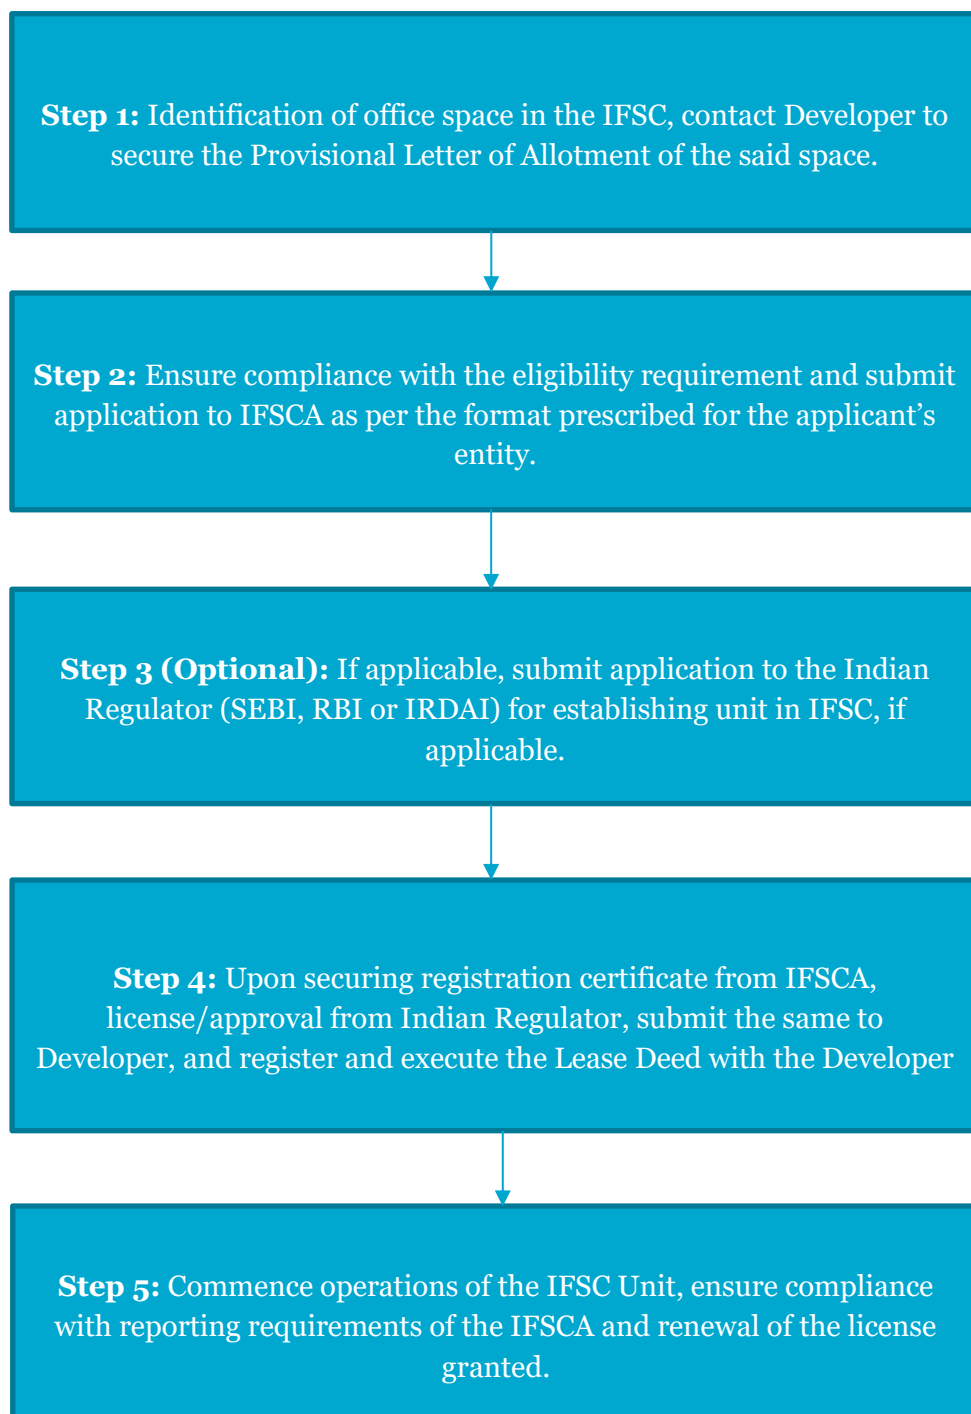 Step 1: Identification of office space in the IFSC, contact Developer to
secure the Provisional Letter of Allotment of the said space.
Step 2: Ensure compliance with the eligibility requirement and submit
application to IFSCA as per the format prescribed for the applicant’s
entity.
Step 3 (Optional): If applicable, submit application to the Indian
Regulator (SEBI, RBI or IRDAI) for establishing unit in IFSC, if
applicable.
Step 4: Upon securing registration certificate from IFSCA,
license/approval from Indian Regulator, submit the same to
Developer, and register and execute the Lease Deed with the Developer
Step 5: Commence operations of the IFSC Unit, ensure compliance
with reporting requirements of the IFSCA and renewal of the license
granted.